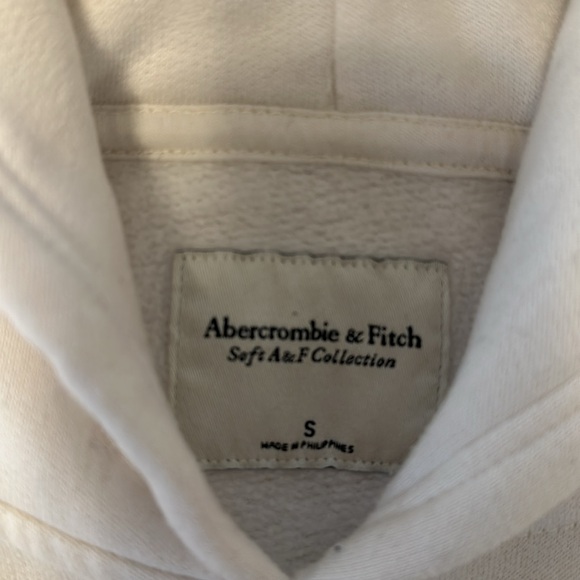 Abercrombie & Fitch
Soft A&F Collection
S
MADE IN PHILIPPINES